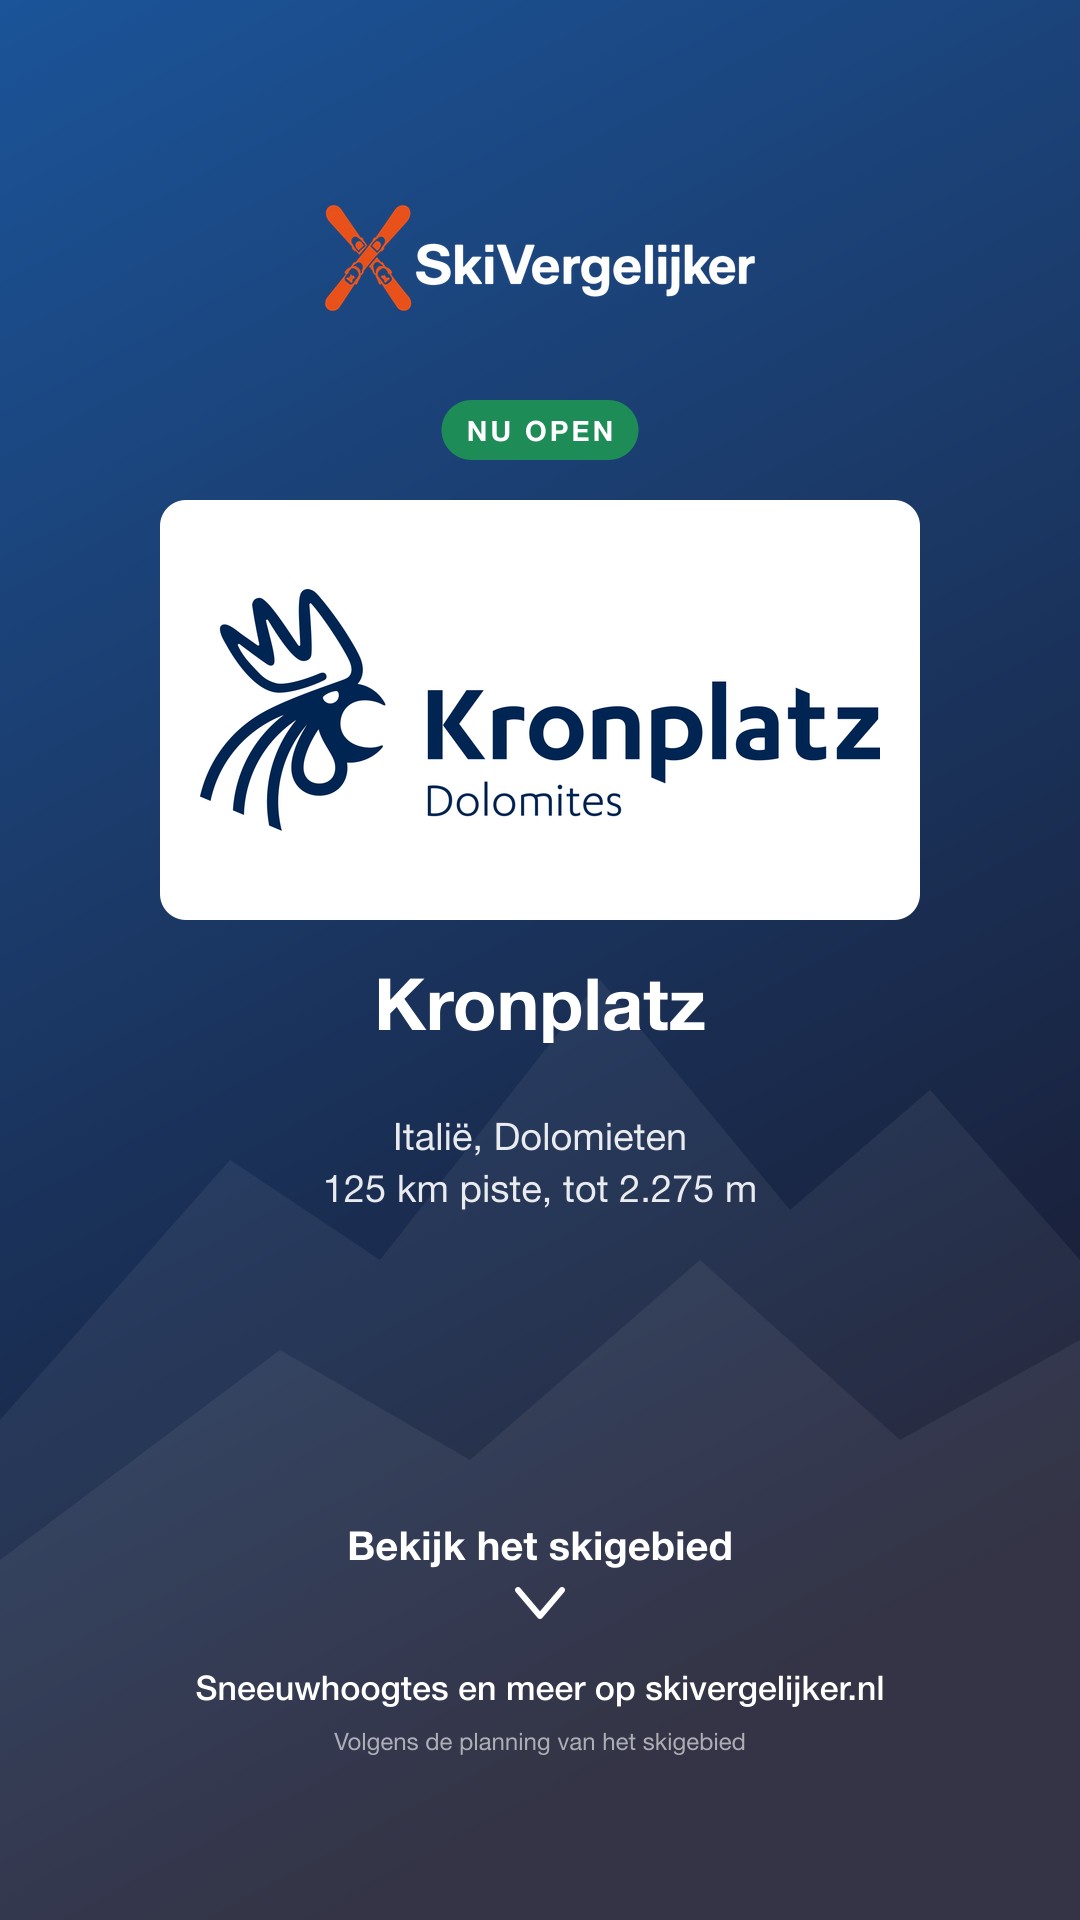 SkiVergelijker
NU OPEN
Kronplatz
Dolomites
Kronplatz
Italië, Dolomieten
125 km piste, tot 2.275 m
Bekijk het skigebied
Sneeuwhoogtes en meer op skivergelijker.nl
Volgens de planning van het skigebied